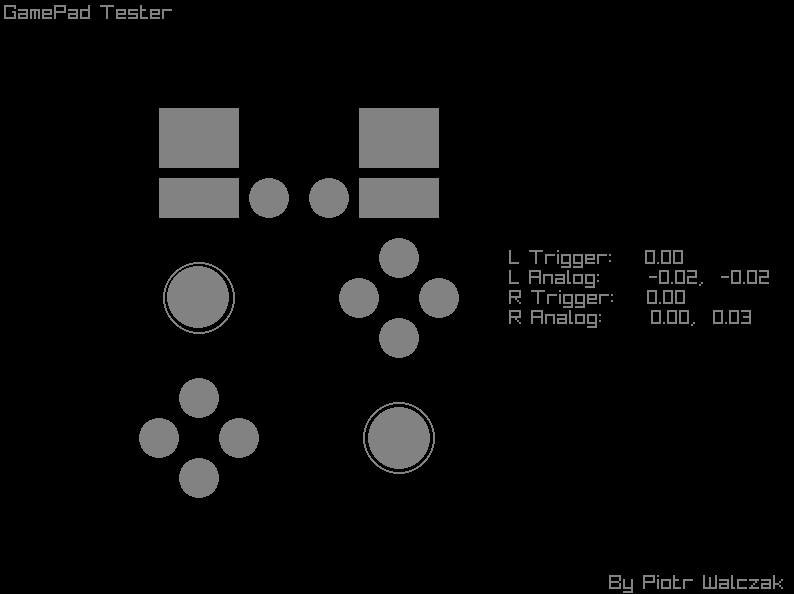 GamePad Tester
L Trigger: 0.00
L Analog: -0.02, -0.02
R Trigger: 0.00
R Analog: 0.00, 0.03
By Piotr Walczak